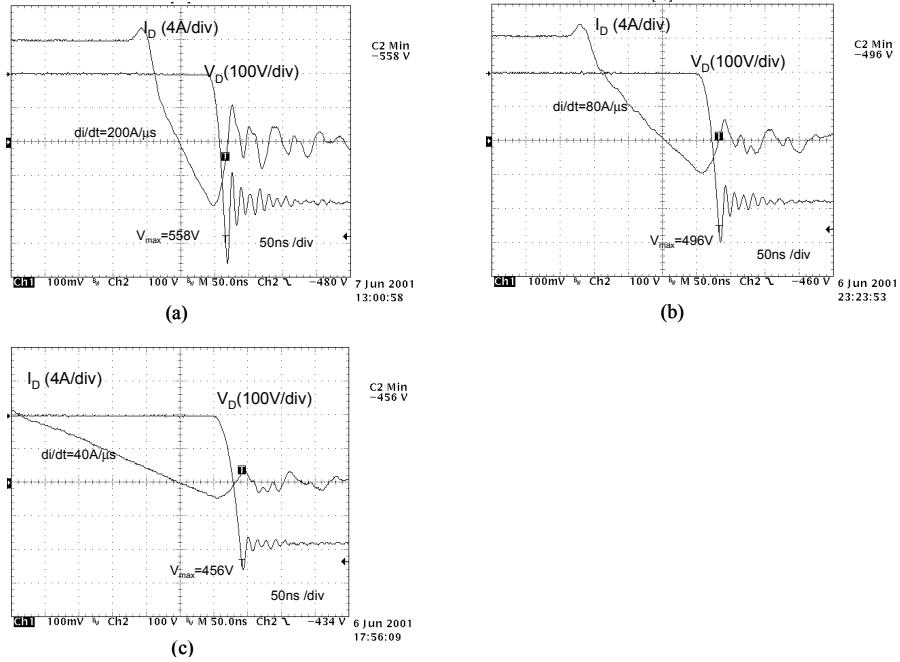 I_D (4A/div)
C2 Min
−558 V
V_D(100V/div)
di/dt=200A/µs
V_max=558V
50ns /div
Ch1 100mV Ch2 100 V M 50.0ns Ch2 −480 V
7 Jun 2001
13:00:58
(a)
I_D (4A/div)
C2 Min
−496 V
V_D(100V/div)
di/dt=80A/µs
V_max=496V
50ns /div
Ch1 100mV Ch2 100 V M 50.0ns Ch2 −460 V
6 Jun 2001
23:23:53
(b)
I_D (4A/div)
C2 Min
−456 V
V_D(100V/div)
di/dt=40A/µs
V_max=456V
50ns /div
Ch1 100mV Ch2 100 V M 50.0ns Ch2 −434 V
6 Jun 2001
17:56:09
(c)